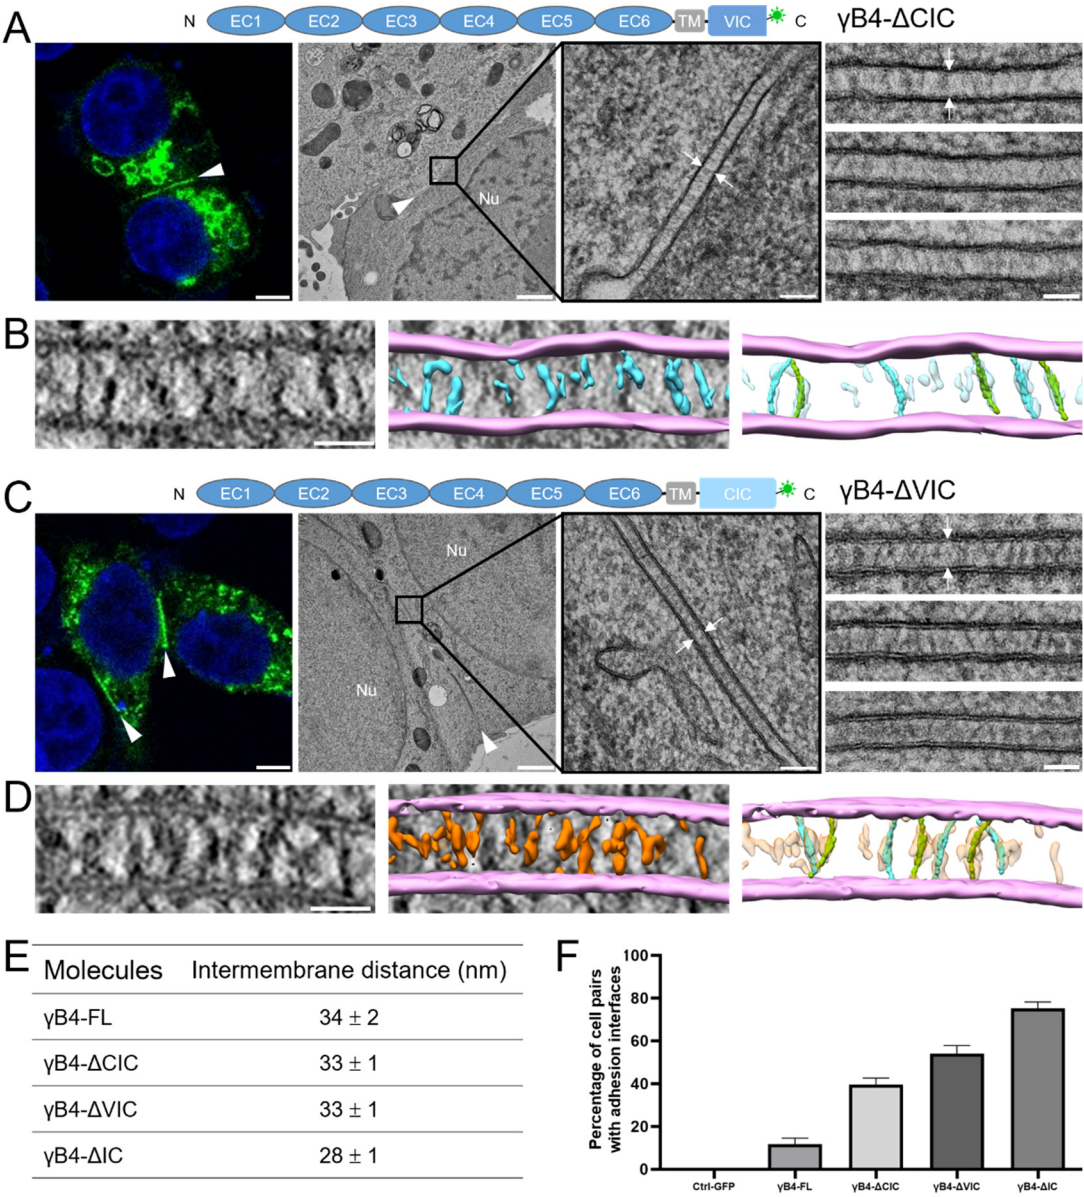 A
N EC1 EC2 EC3 EC4 EC5 EC6 TM VIC C γB4-ΔCIC
Nu
B
C
N EC1 EC2 EC3 EC4 EC5 EC6 TM CIC C γB4-ΔVIC
Nu
Nu
D
E
Molecules Intermembrane distance (nm)
γB4-FL 34 ± 2
γB4-ΔCIC 33 ± 1
γB4-ΔVIC 33 ± 1
γB4-ΔIC 28 ± 1
F
Percentage of cell pairs
with adhesion interfaces
100
80
60
40
20
0
Ctrl-GFP γB4-FL γB4-ΔCIC γB4-ΔVIC γB4-ΔIC